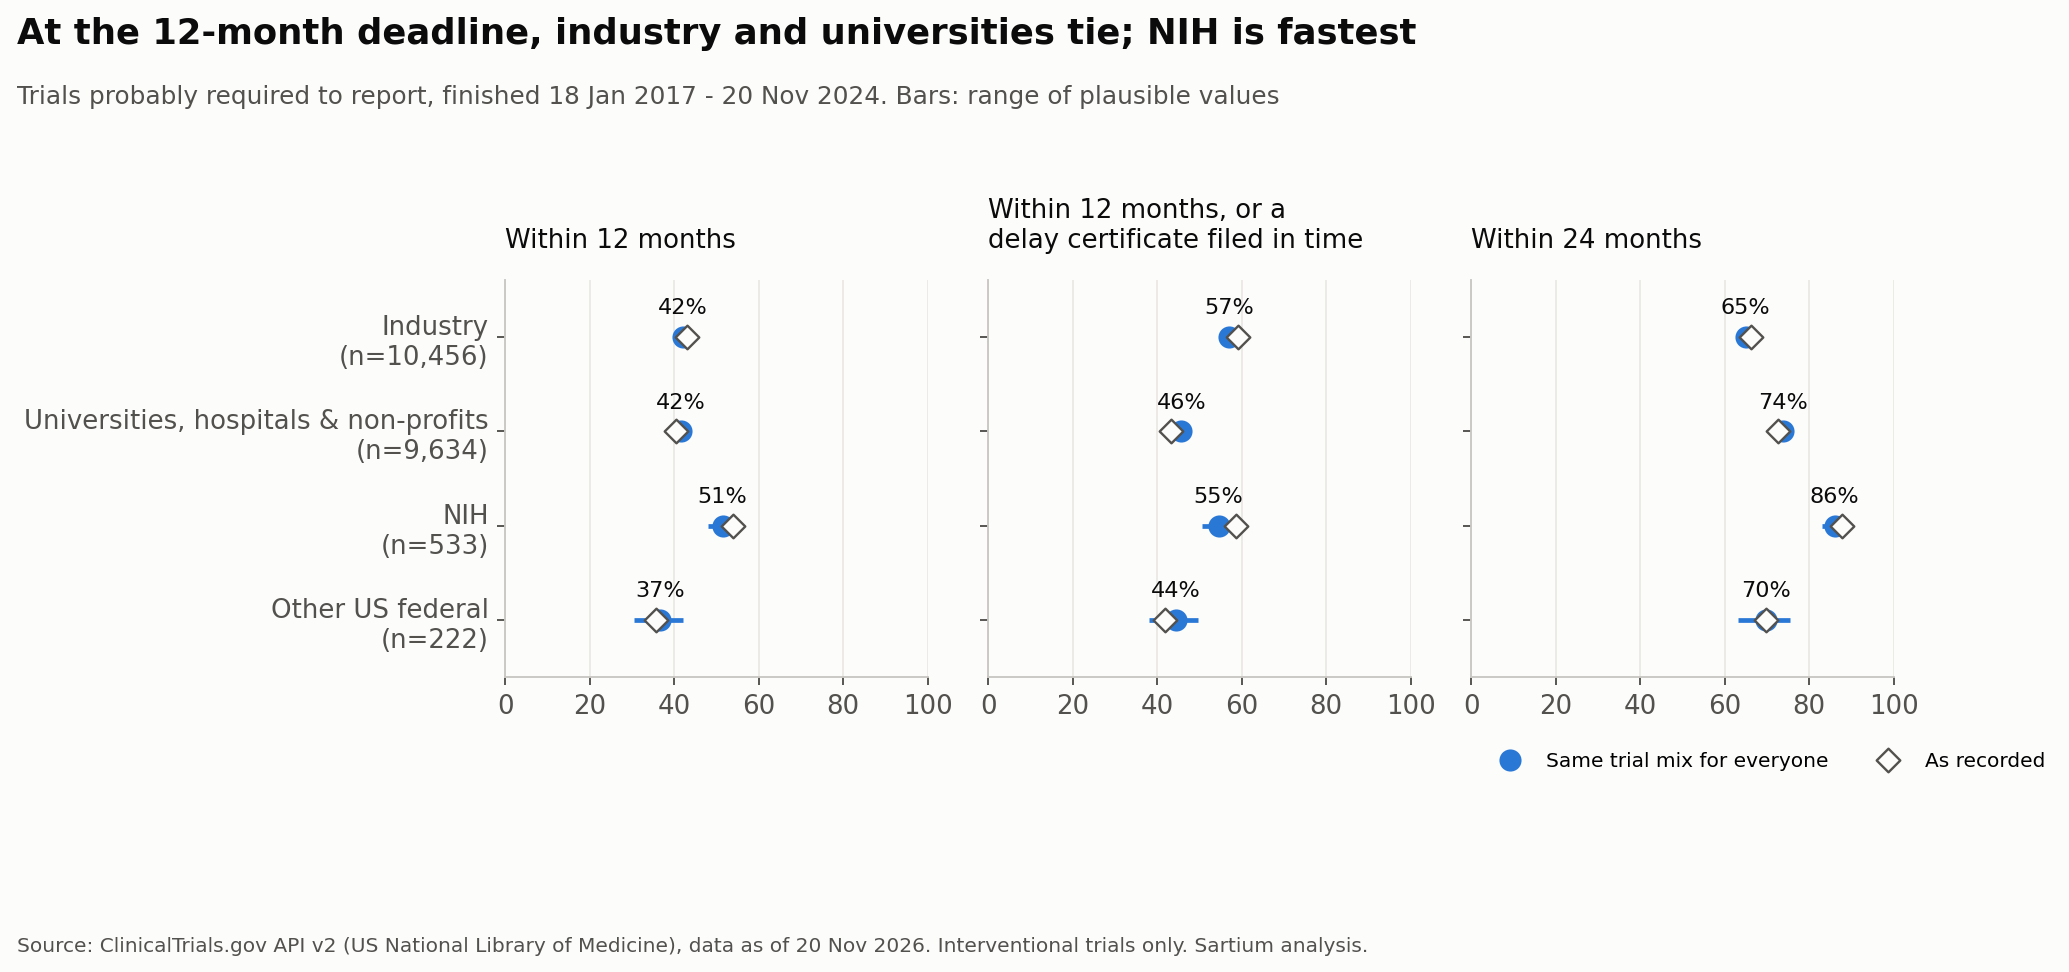 At the 12-month deadline, industry and universities tie; NIH is fastest
Trials probably required to report, finished 18 Jan 2017 - 20 Nov 2024. Bars: range of plausible values
Within 12 months
Within 12 months, or a
delay certificate filed in time
Within 24 months
Industry
(n=10,456)
42%
57%
65%
Universities, hospitals & non-profits
(n=9,634)
42%
46%
74%
NIH
(n=533)
51%
55%
86%
Other US federal
(n=222)
37%
44%
70%
0 20 40 60 80 100
0 20 40 60 80 100
0 20 40 60 80 100
Same trial mix for everyone
As recorded
Source: ClinicalTrials.gov API v2 (US National Library of Medicine), data as of 20 Nov 2026. Interventional trials only. Sartium analysis.